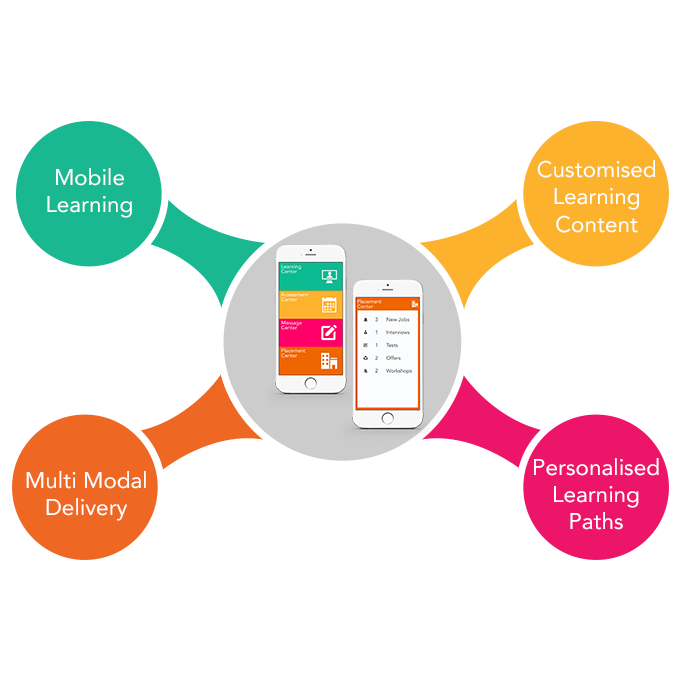 Mobile
Learning
Customised
Learning
Content
Learning
Center
Assessment
Center
Message
Center
Placement
Center
Placement
Center
3 New Jobs
1 Interviews
1 Tests
2 Offers
2 Workshops
Multi Modal
Delivery
Personalised
Learning
Paths